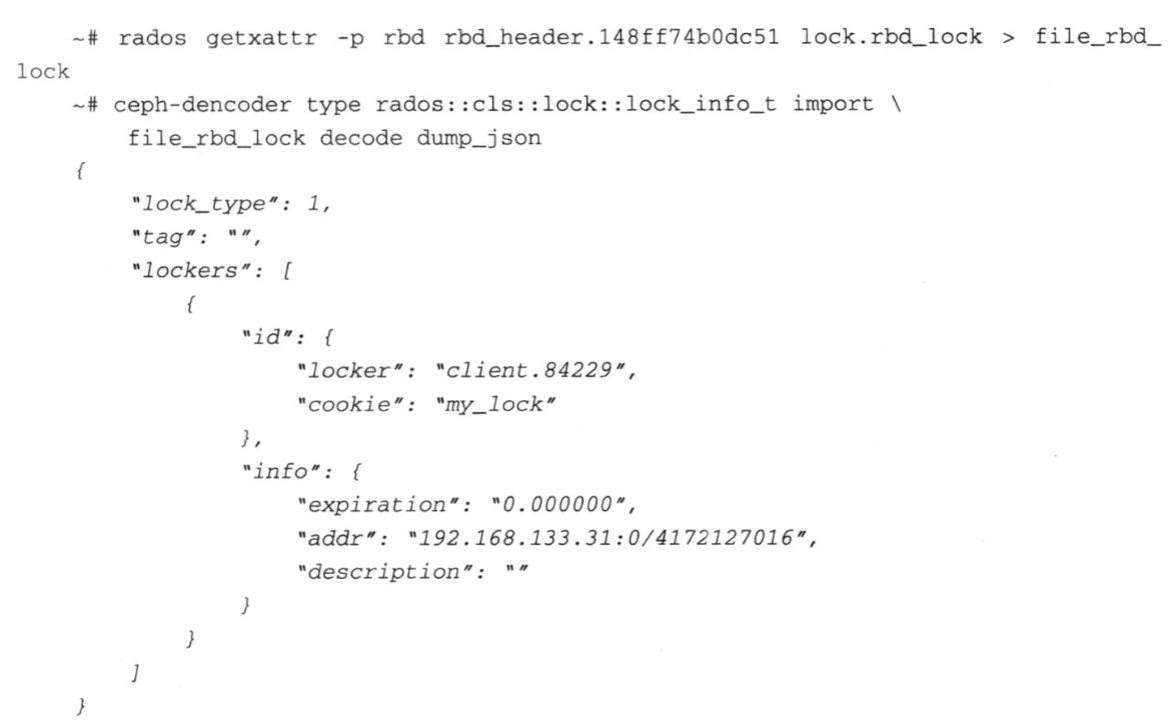 ~# rados getxattr -p rbd rbd_header.148ff74b0dc51 lock.rbd_lock > file_rbd_
lock
~# ceph-dencoder type rados::cls::lock::lock_info_t import \
file_rbd_lock decode dump_json
{
"lock_type": 1,
"tag": "",
"lockers": [
{
"id": {
"locker": "client.84229",
"cookie": "my_lock"
},
"info": {
"expiration": "0.000000",
"addr": "192.168.133.31:0/4172127016",
"description": ""
}
}
]
}